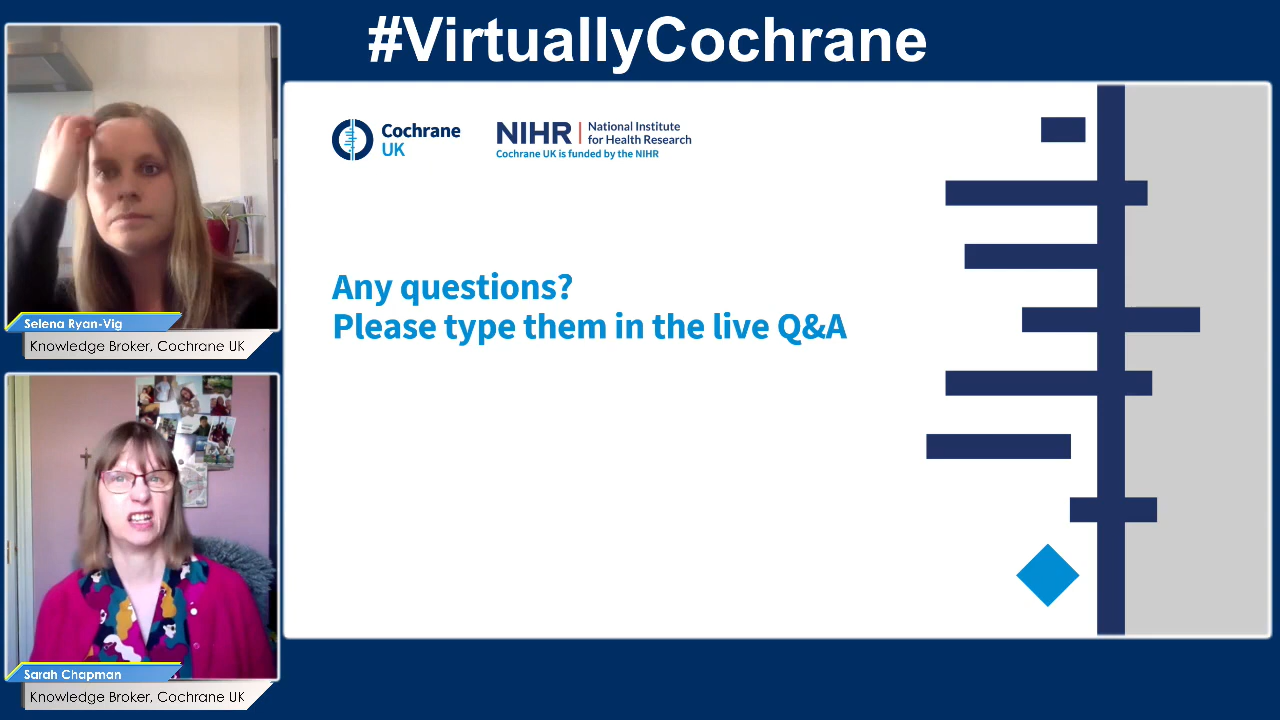 #VirtuallyCochrane
Cochrane
UK
NIHR | National Institute
for Health Research
Cochrane UK is funded by the NIHR
Any questions?
Please type them in the live Q&A
Selena Ryan-Vig
Knowledge Broker, Cochrane UK
Sarah Chapman
Knowledge Broker, Cochrane UK